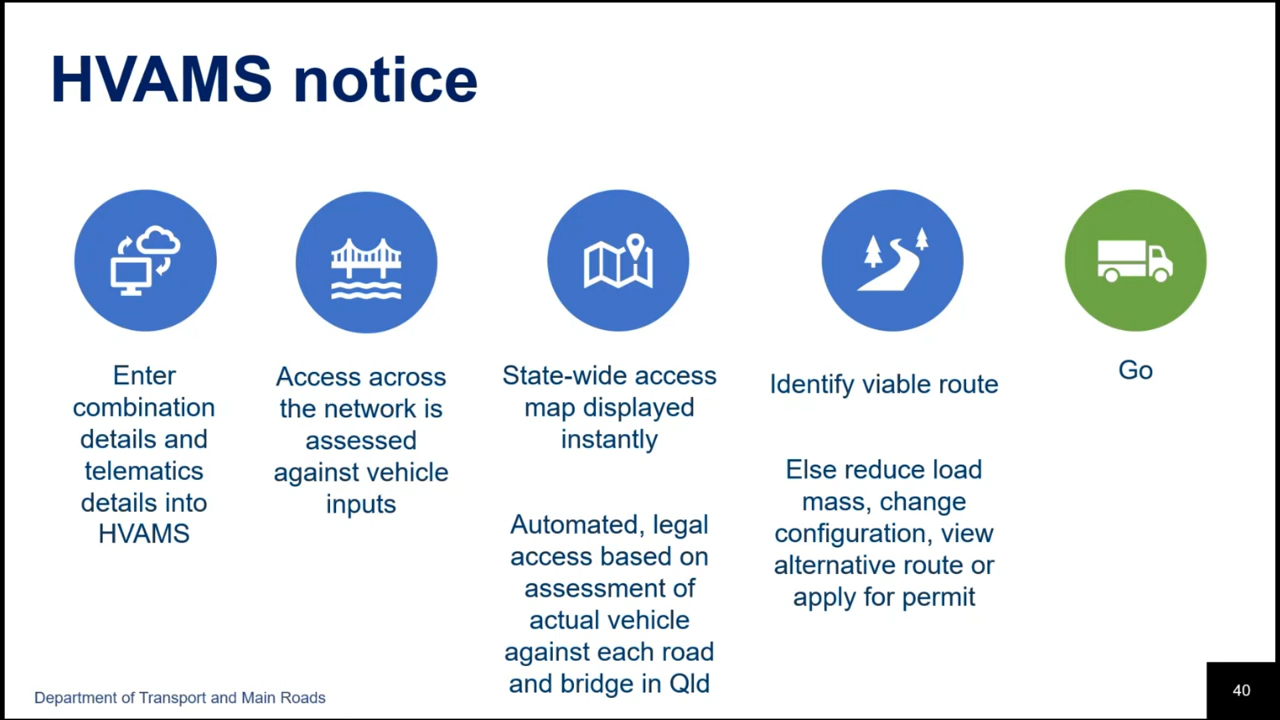 HVAMS notice
Enter
combination
details and
telematics
details into
HVAMS
Access across
the network is
assessed
against vehicle
inputs
State-wide access
map displayed
instantly
Automated, legal
access based on
assessment of
actual vehicle
against each road
and bridge in Qld
Identify viable route
Else reduce load
mass, change
configuration, view
alternative route or
apply for permit
Go
Department of Transport and Main Roads
40